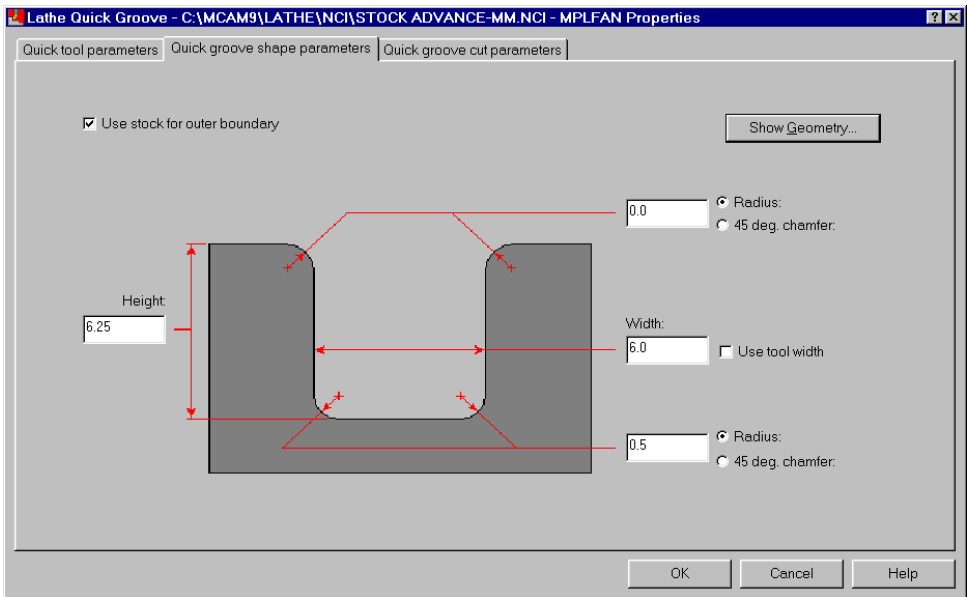 Lathe Quick Groove - C:\MCAM9\LATHE\NCI\STOCK ADVANCE-MM.NCI - MPLFAN Properties
Quick tool parameters
Quick groove shape parameters
Quick groove cut parameters
Use stock for outer boundary
Show Geometry...
0.0
Radius:
45 deg. chamfer:
Height:
6.25
Width:
6.0
Use tool width
0.5
Radius:
45 deg. chamfer:
OK
Cancel
Help